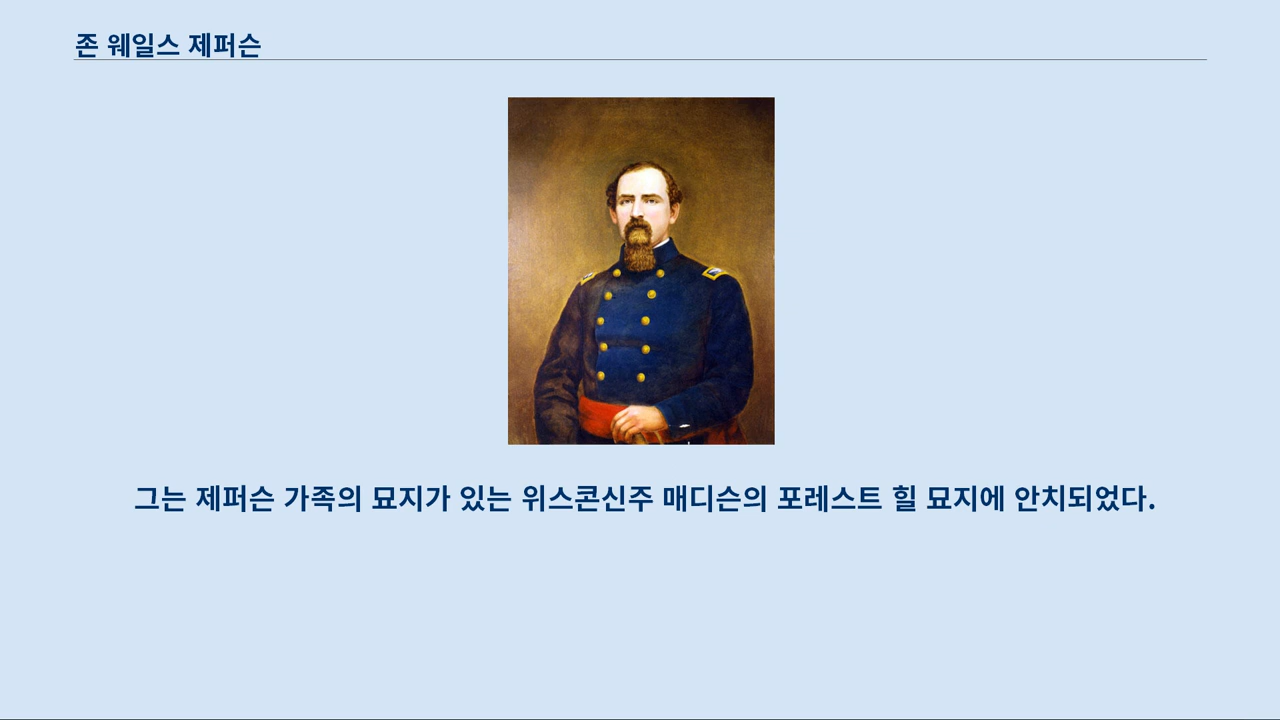 존 웨일스 제퍼슨
그는 제퍼슨 가족의 묘지가 있는 위스콘신주 매디슨의 포레스트 힐 묘지에 안치되었다.